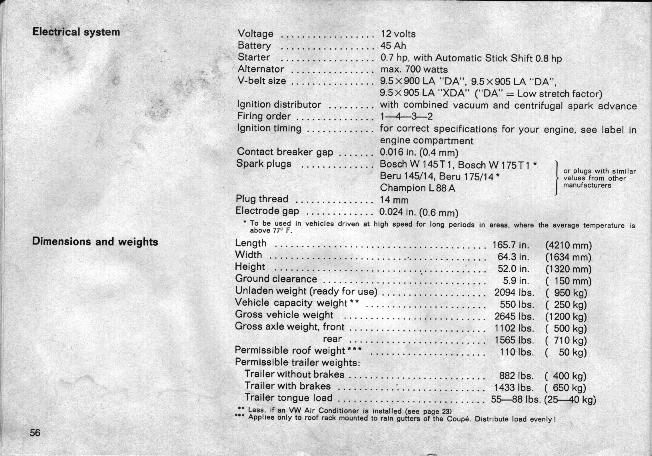 Electrical system
Voltage ................. 12 volts
Battery ................. 45 Ah
Starter ................. 0.7 hp, with Automatic Stick Shift 0.8 hp
Alternator ............... max. 700 watts
V-belt size ............... 9.5×900 LA "DA", 9.5×905 LA "DA",
9.5×905 LA "XDA" ("DA" = Low stretch factor)
Ignition distributor ......... with combined vacuum and centrifugal spark advance
Firing order ............... 1—4—3—2
Ignition timing ............. for correct specifications for your engine, see label in
engine compartment
Contact breaker gap ....... 0.016 in. (0.4 mm)
Spark plugs .............. Bosch W 145 T 1, Bosch W 175 T 1 *
Beru 145/14, Beru 175/14 *
Champion L 88 A
or plugs with similar
values from other
manufacturers
Plug thread ............... 14 mm
Electrode gap ............. 0.024 in. (0.6 mm)
* To be used in vehicles driven at high speed for long periods in areas, where the average temperature is
above 77° F.
Dimensions and weights
Length ........................ 165.7 in. (4210 mm)
Width ........................ 64.3 in. (1634 mm)
Height ........................ 52.0 in. (1320 mm)
Ground clearance ........................ 5.9 in. ( 150 mm)
Unladen weight (ready for use) .................. 2094 lbs. ( 950 kg)
Vehicle capacity weight ** ..................... 550 lbs. ( 250 kg)
Gross vehicle weight ........................ 2645 lbs. (1200 kg)
Gross axle weight, front ........................ 1102 lbs. ( 500 kg)
rear ........................ 1565 lbs. ( 710 kg)
Permissible roof weight *** .................... 110 lbs. ( 50 kg)
Permissible trailer weights:
Trailer without brakes ........................ 882 lbs. ( 400 kg)
Trailer with brakes ........................ 1433 lbs. ( 650 kg)
Trailer tongue load ........................ 55—88 lbs. (25—40 kg)
** Less, if an VW Air Conditioner is installed (see page 23)
*** Applies only to roof rack mounted to rain gutters of the Coupé. Distribute load evenly!
56